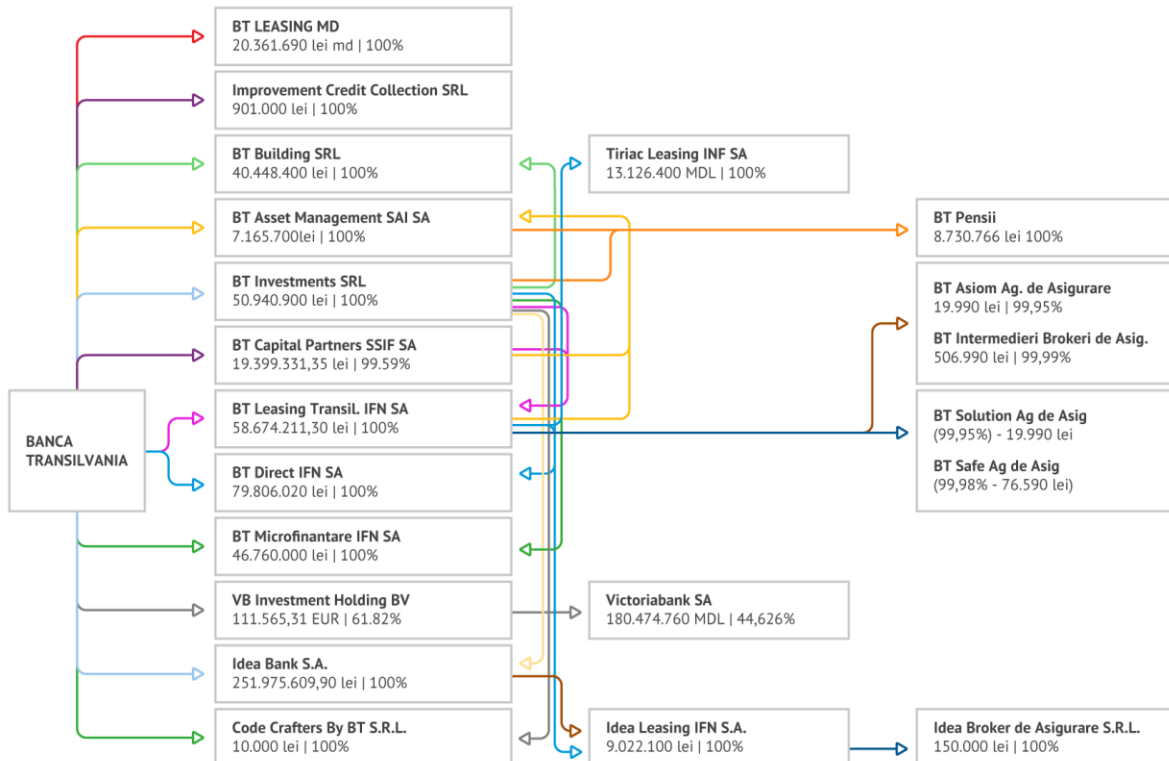 BT LEASING MD
20.361.690 lei md | 100%
Improvement Credit Collection SRL
901.000 lei | 100%
BT Building SRL
40.448.400 lei | 100%
Tiriac Leasing INF SA
13.126.400 MDL | 100%
BT Asset Management SAI SA
7.165.700lei | 100%
BT Pensii
8.730.766 lei 100%
BT Investments SRL
50.940.900 lei | 100%
BT Asiom Ag. de Asigurare
19.990 lei | 99,95%
BT Intermedieri Brokeri de Asig.
506.990 lei | 99,99%
BT Capital Partners SSIF SA
19.399.331,35 lei | 99.59%
BANCA
TRANSILVANIA
BT Leasing Transil. IFN SA
58.674.211,30 lei | 100%
BT Solution Ag de Asig
(99,95%) - 19.990 lei
BT Safe Ag de Asig
(99,98% - 76.590 lei)
BT Direct IFN SA
79.806.020 lei | 100%
BT Microfinantare IFN SA
46.760.000 lei | 100%
VB Investment Holding BV
111.565,31 EUR | 61.82%
Victoriabank SA
180.474.760 MDL | 44,626%
Idea Bank S.A.
251.975.609,90 lei | 100%
Code Crafters By BT S.R.L.
10.000 lei | 100%
Idea Leasing IFN S.A.
9.022.100 lei | 100%
Idea Broker de Asigurare S.R.L.
150.000 lei | 100%